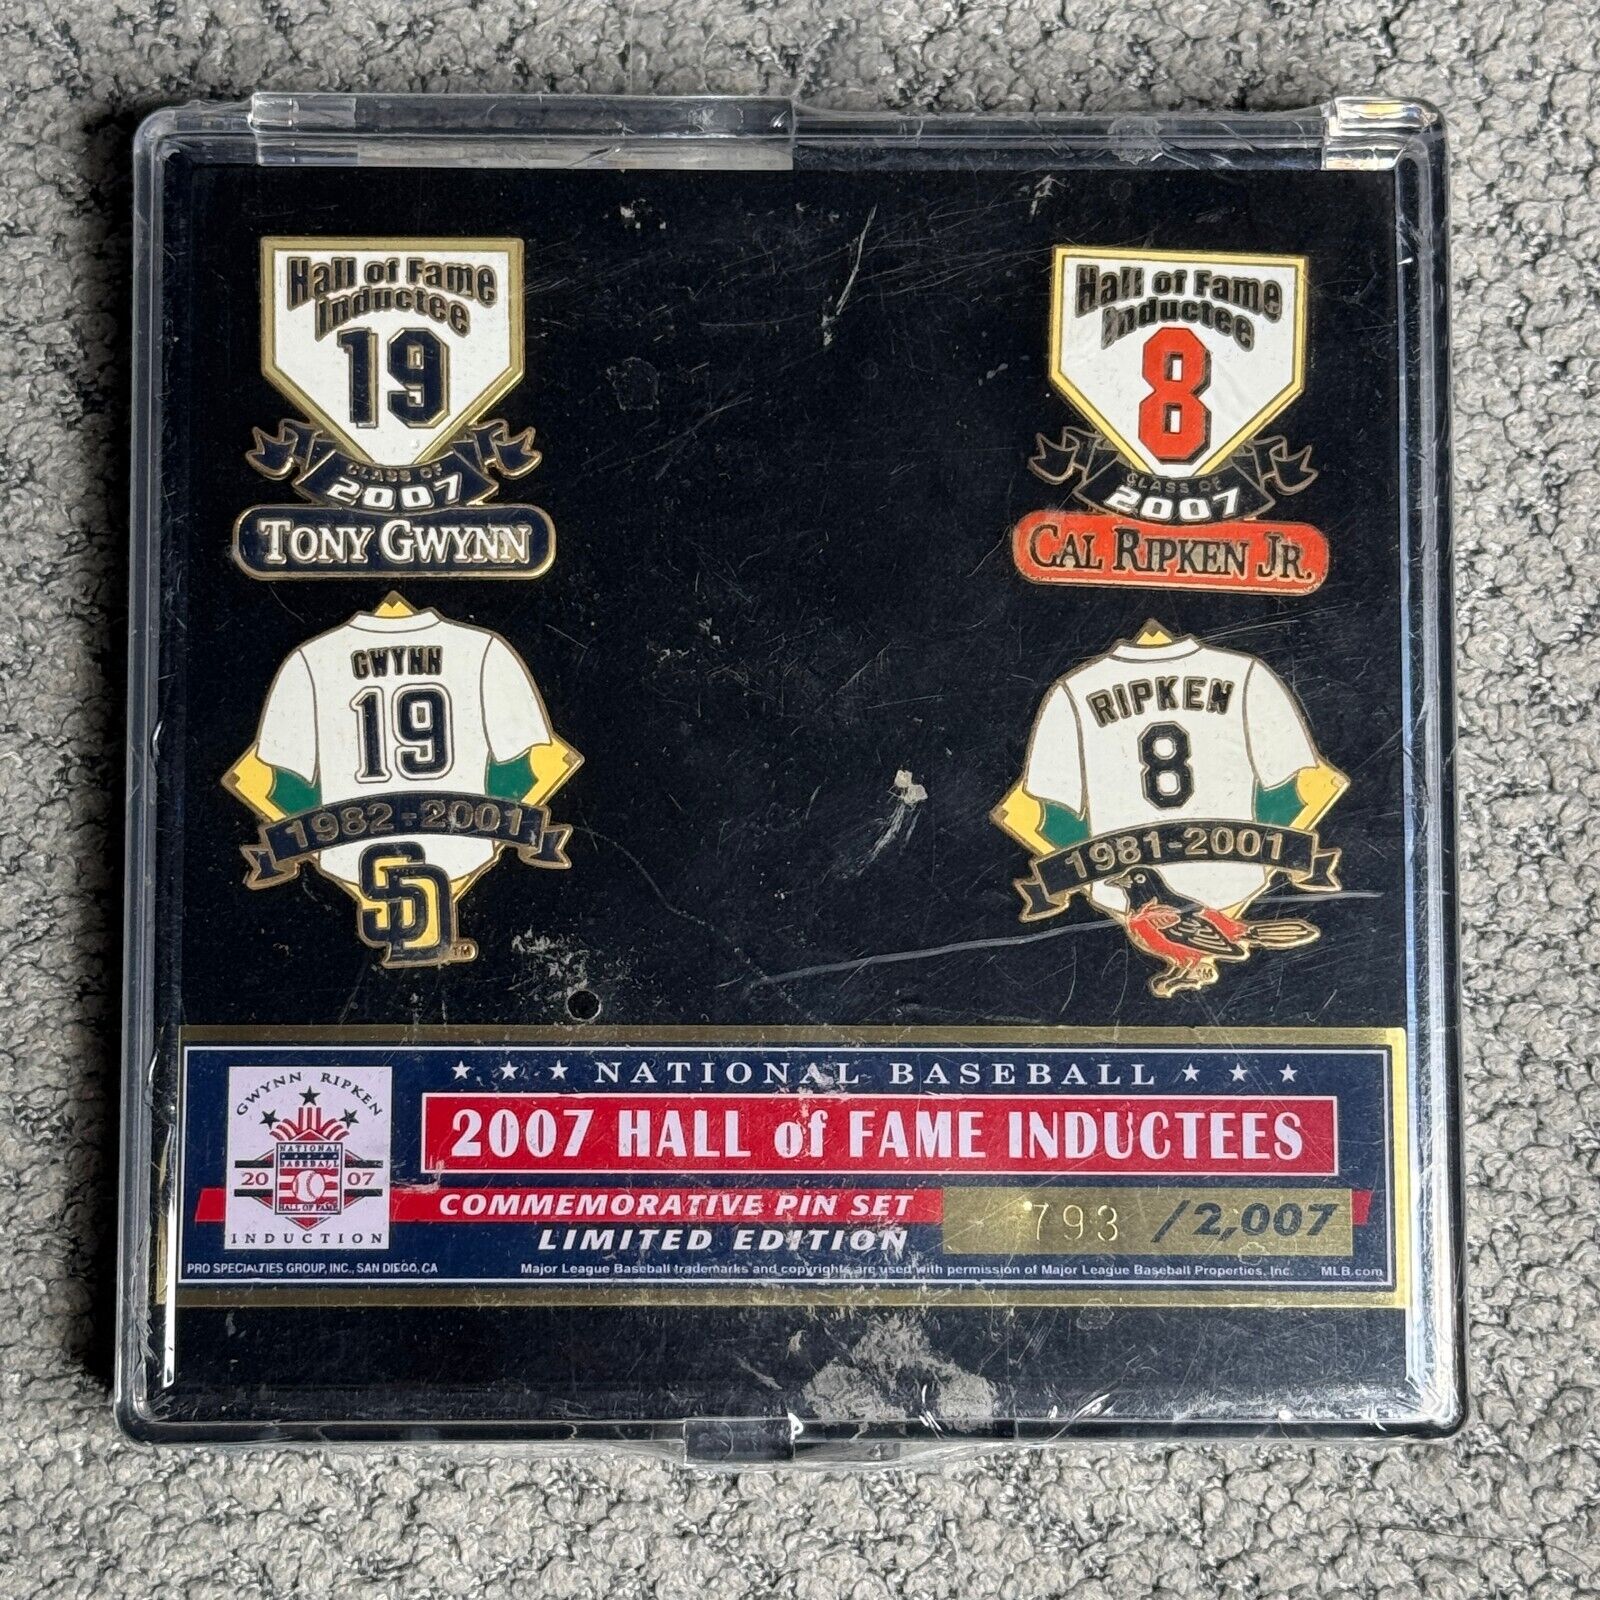 Hall of Fame
Inductee
19
CLASS OF
2007
TONY GWYNN
Hall of Fame
Inductee
8
CLASS OF
2007
CAL RIPKEN JR.
GWYNN
19
1982-2001
SD
TM
RIPKEN
8
1981-2001
TM
GWYNN RIPKEN
NATIONAL
BASEBALL
20 07
HALL OF FAME
INDUCTION
★ ★ ★ NATIONAL BASEBALL ★ ★ ★
2007 HALL of FAME INDUCTEES
COMMEMORATIVE PIN SET
LIMITED EDITION
793 /2,007
PRO SPECIALTIES GROUP, INC., SAN DIEGO, CA
Major League Baseball trademarks and copyrights are used with permission of Major League Baseball Properties, Inc. MLB.com